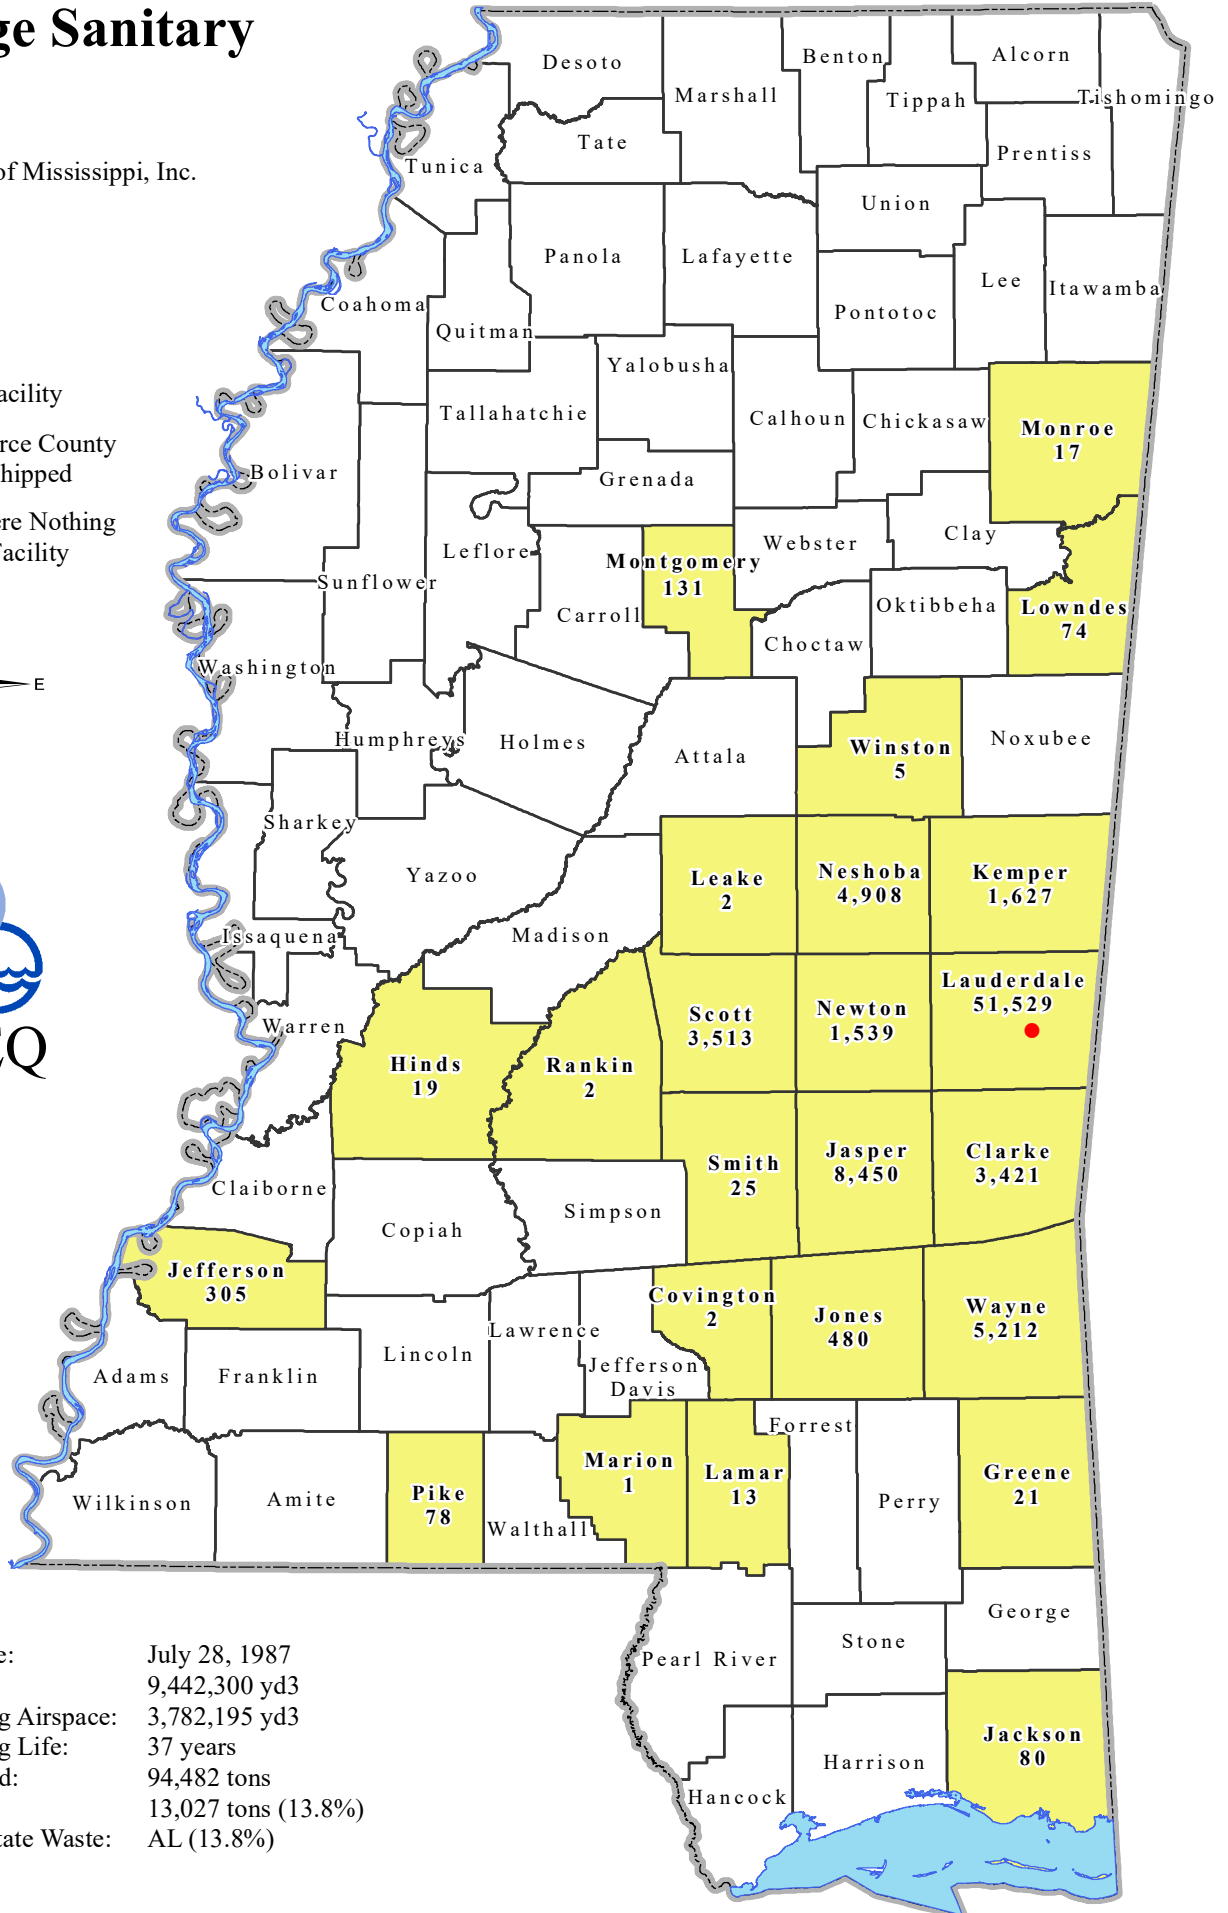 ge Sanitary
of Mississippi, Inc.
acility
rce County
hipped
ere Nothing
Facility
E
CQ
Desoto
Marshall
Benton
Tippah
Alcorn
Tishomingo
Tate
Tunica
Prentiss
Union
Panola
Lafayette
Lee
Itawamba
Coahoma
Quitman
Pontotoc
Yalobusha
Tallahatchie
Calhoun
Chickasaw
Monroe
17
Bolivar
Grenada
Leflore
Montgomery
131
Webster
Clay
Sunflower
Carroll
Oktibbeha
Lowndes
74
Choctaw
Washington
Humphreys
Holmes
Attala
Winston
5
Noxubee
Sharkey
Yazoo
Leake
2
Neshoba
4,908
Kemper
1,627
Issaquena
Madison
Lauderdale
51,529
Warren
Scott
3,513
Newton
1,539
Hinds
19
Rankin
2
Smith
25
Jasper
8,450
Clarke
3,421
Claiborne
Copiah
Simpson
Jefferson
305
Covington
2
Jones
480
Wayne
5,212
Lawrence
Lincoln
Jefferson
Davis
Adams
Franklin
Forrest
Marion
1
Lamar
13
Greene
21
Pike
78
Wilkinson
Amite
Walthall
Perry
George
Stone
Pearl River
Jackson
80
Harrison
Hancock
e: July 28, 1987
9,442,300 yd3
g Airspace: 3,782,195 yd3
g Life: 37 years
d: 94,482 tons
13,027 tons (13.8%)
tate Waste: AL (13.8%)